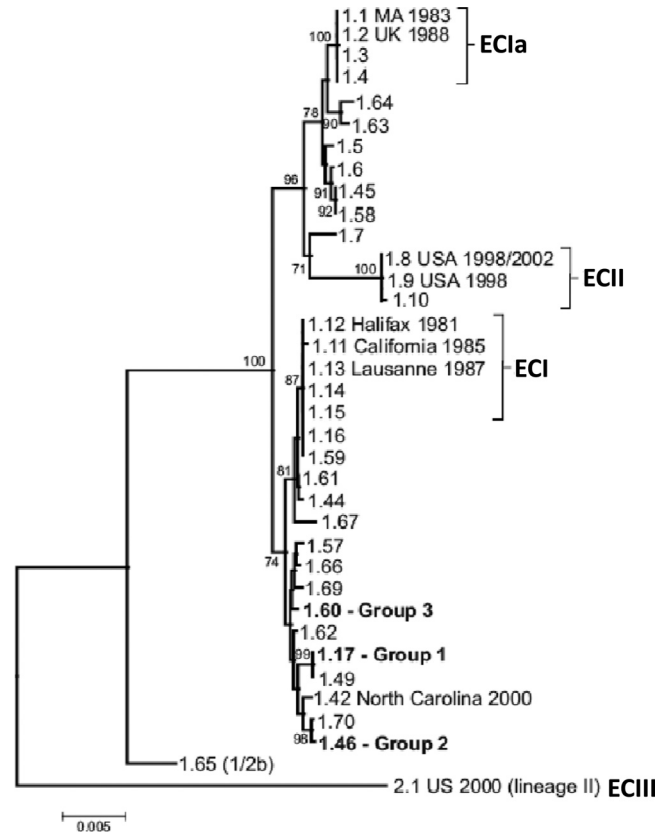 1.1 MA 1983
1.2 UK 1988
100
ECIa
1.3
1.4
1.64
78
90
1.63
1.5
1.6
96
91
1.45
92
1.58
1.7
1.8 USA 1998/2002
71
100
1.9 USA 1998
ECII
1.10
1.12 Halifax 1981
1.11 California 1985
100
1.13 Lausanne 1987
ECI
87
1.14
1.15
1.16
1.59
81
1.61
1.44
1.67
1.57
74
1.66
1.69
1.60 - Group 3
1.62
99
1.17 - Group 1
1.49
1.42 North Carolina 2000
1.70
98
1.46 - Group 2
1.65 (1/2b)
2.1 US 2000 (lineage II) ECIII
0.005